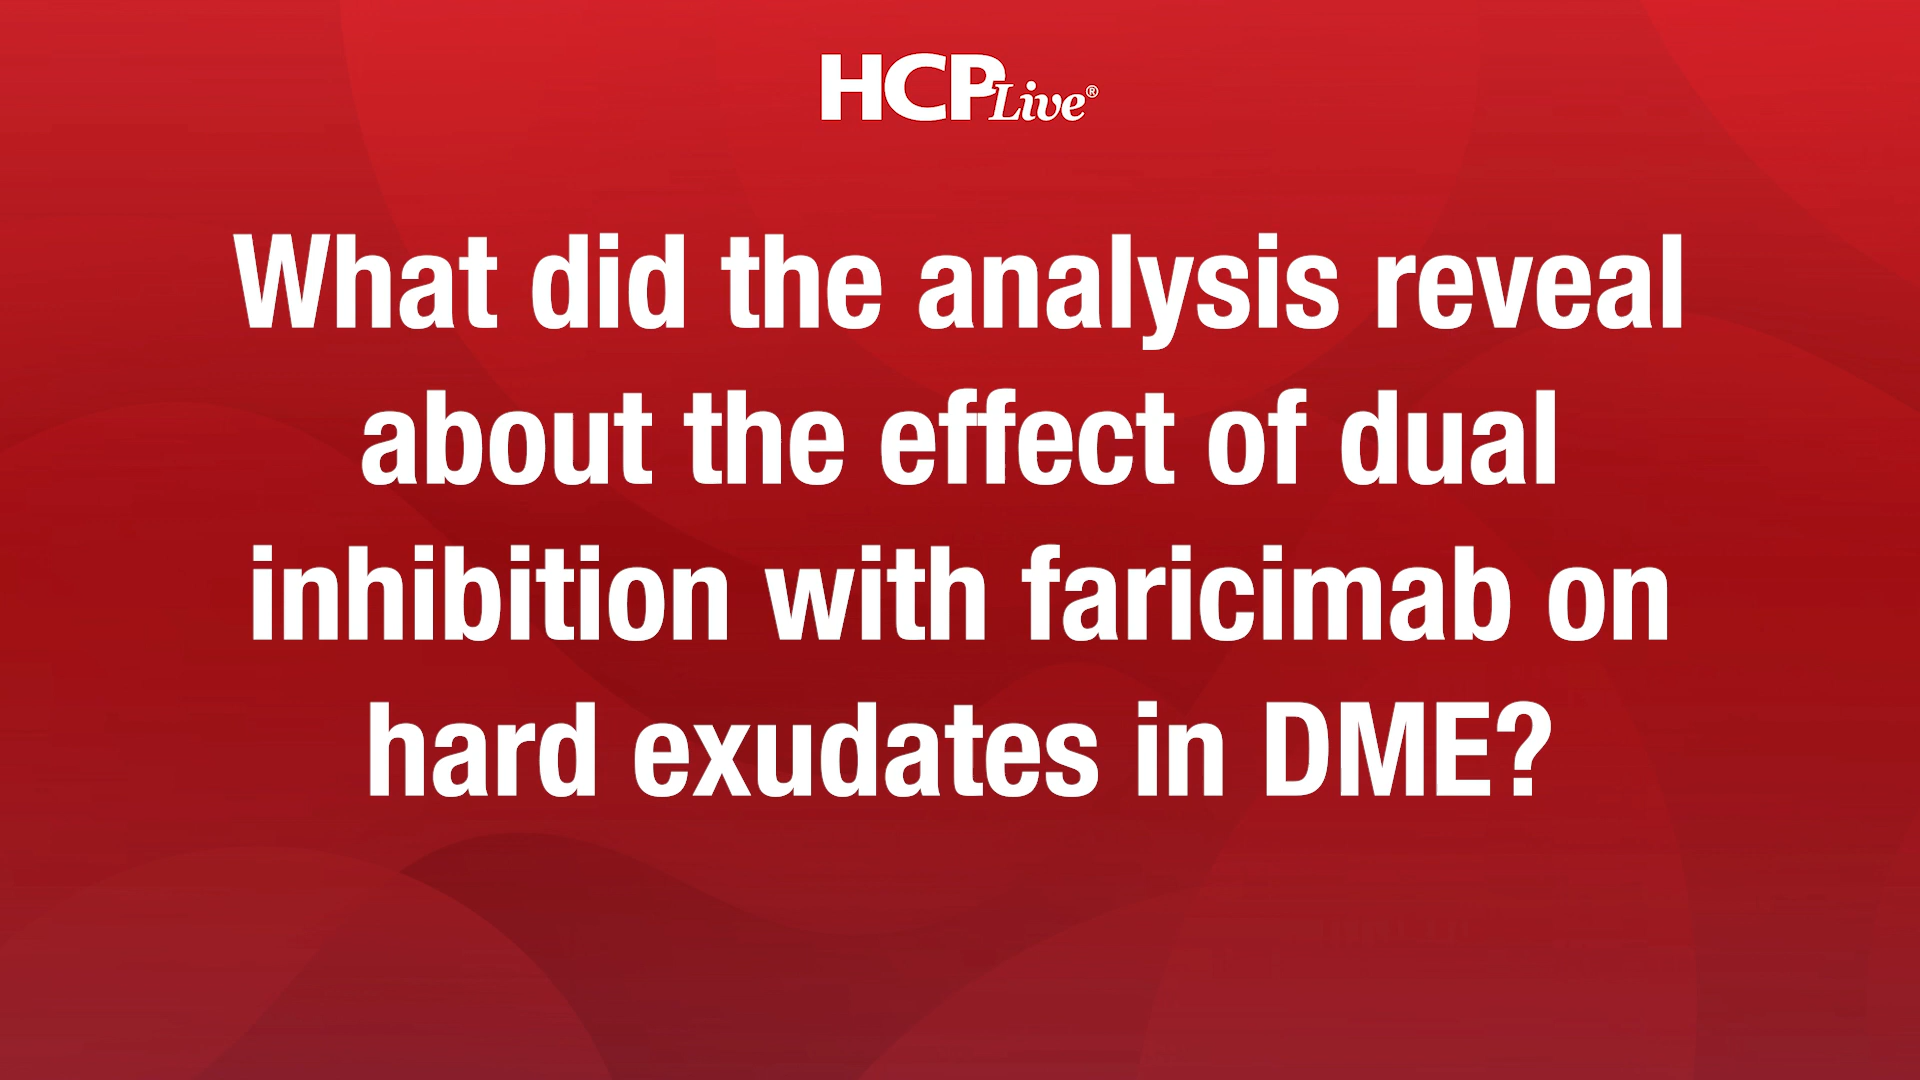 HCPLive®
What did the analysis reveal
about the effect of dual
inhibition with faricimab on
hard exudates in DME?